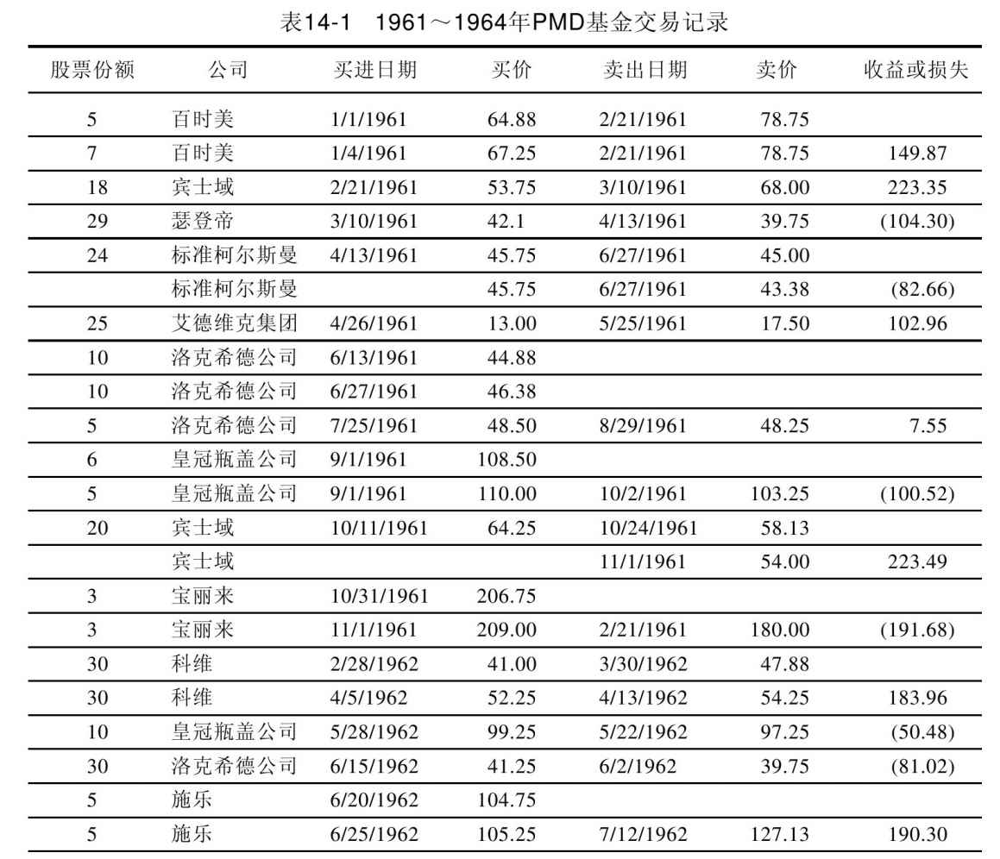 表14-1 1961～1964年PMD基金交易记录
股票份额 公司 买进日期 买价 卖出日期 卖价 收益或损失
5 百时美 1/1/1961 64.88 2/21/1961 78.75
7 百时美 1/4/1961 67.25 2/21/1961 78.75 149.87
18 宾士域 2/21/1961 53.75 3/10/1961 68.00 223.35
29 瑟登帝 3/10/1961 42.1 4/13/1961 39.75 (104.30)
24 标准柯尔斯曼 4/13/1961 45.75 6/27/1961 45.00
标准柯尔斯曼 45.75 6/27/1961 43.38 (82.66)
25 艾德维克集团 4/26/1961 13.00 5/25/1961 17.50 102.96
10 洛克希德公司 6/13/1961 44.88
10 洛克希德公司 6/27/1961 46.38
5 洛克希德公司 7/25/1961 48.50 8/29/1961 48.25 7.55
6 皇冠瓶盖公司 9/1/1961 108.50
5 皇冠瓶盖公司 9/1/1961 110.00 10/2/1961 103.25 (100.52)
20 宾士域 10/11/1961 64.25 10/24/1961 58.13
宾士域 11/1/1961 54.00 223.49
3 宝丽来 10/31/1961 206.75
3 宝丽来 11/1/1961 209.00 2/21/1961 180.00 (191.68)
30 科维 2/28/1962 41.00 3/30/1962 47.88
30 科维 4/5/1962 52.25 4/13/1962 54.25 183.96
10 皇冠瓶盖公司 5/28/1962 99.25 5/22/1962 97.25 (50.48)
30 洛克希德公司 6/15/1962 41.25 6/2/1962 39.75 (81.02)
5 施乐 6/20/1962 104.75
5 施乐 6/25/1962 105.25 7/12/1962 127.13 190.30